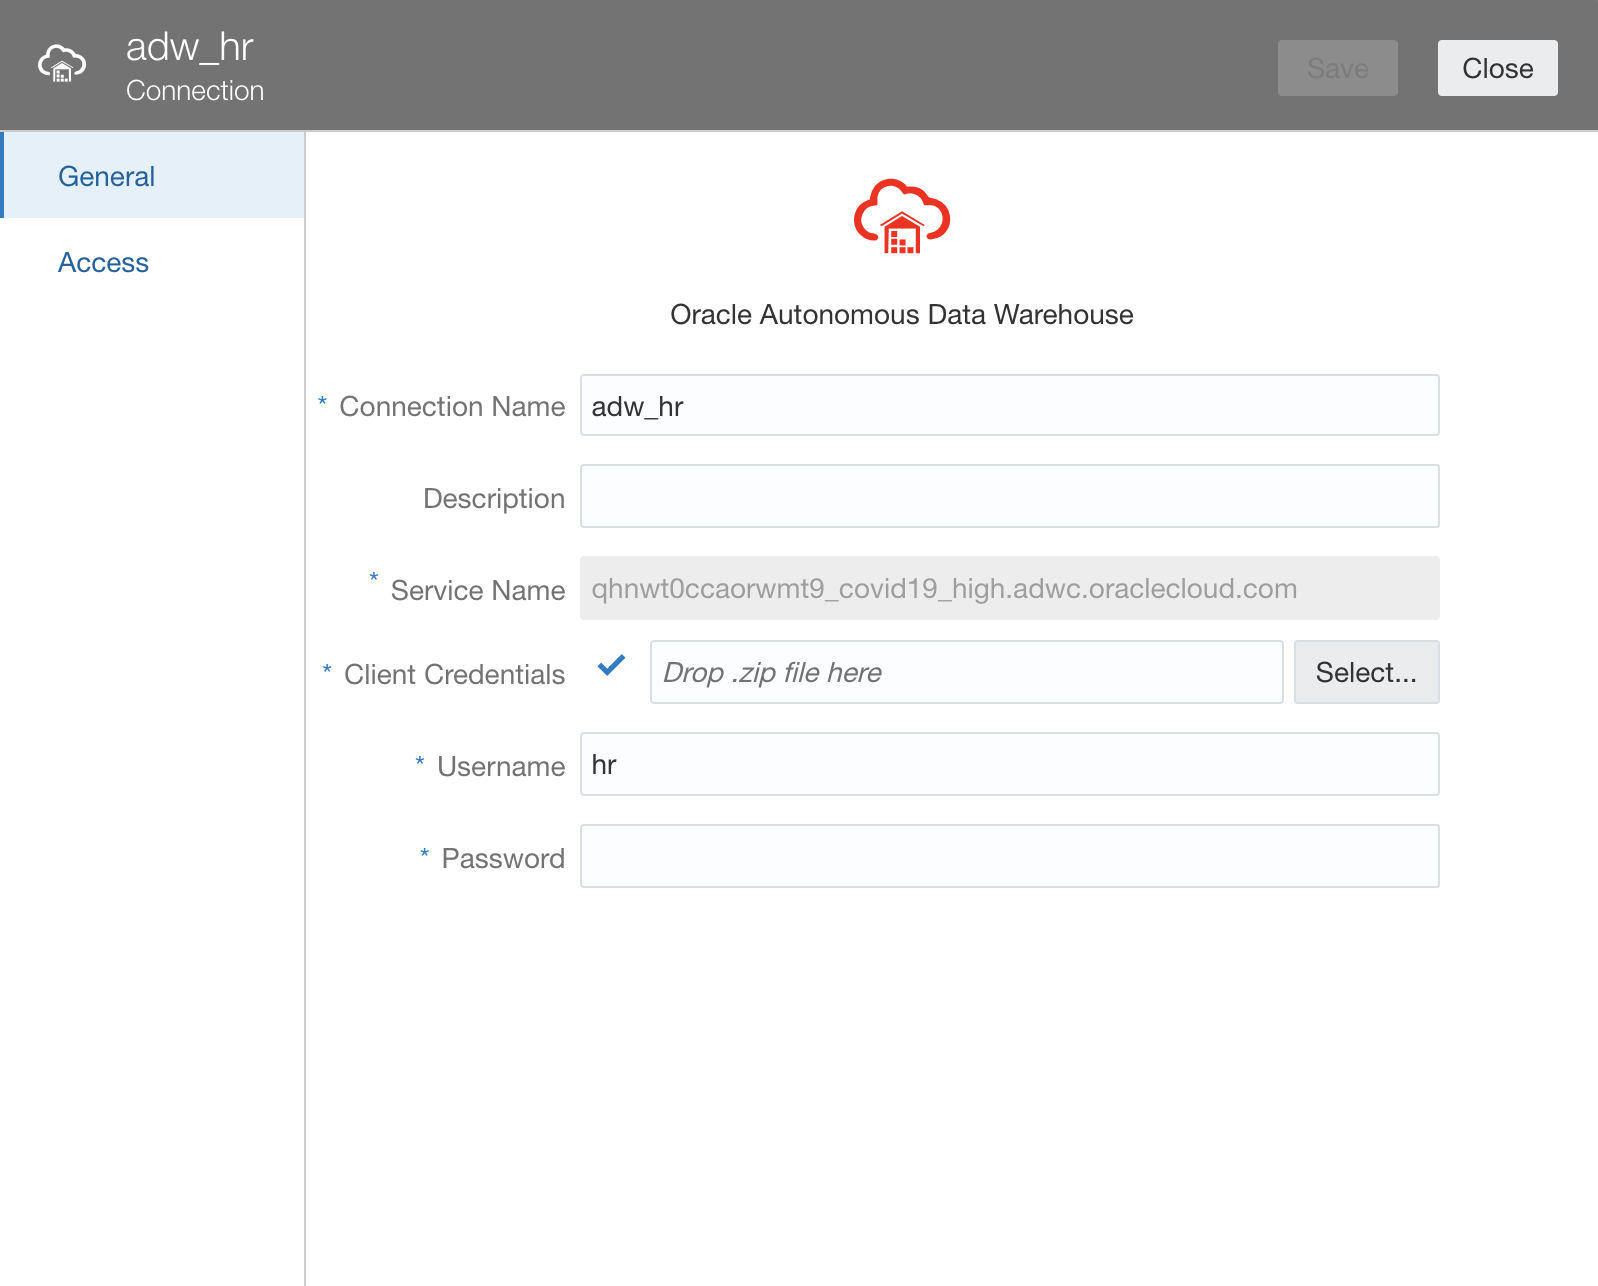 adw_hr
Connection
Save
Close
General
Access
Oracle Autonomous Data Warehouse
* Connection Name adw_hr
Description
* Service Name qhnwt0ccaorwmt9_covid19_high.adwc.oraclecloud.com
* Client Credentials Drop .zip file here Select...
* Username hr
* Password